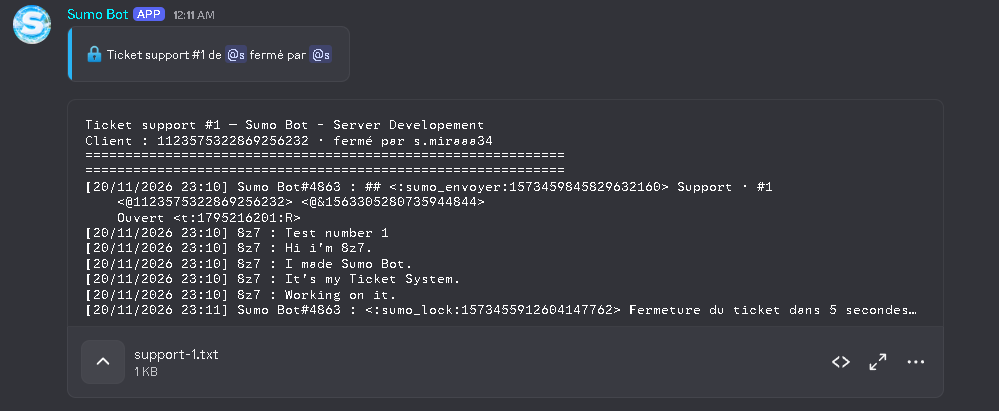 Sumo Bot APP 12:11 AM
Ticket support #1 de @s fermé par @s
Ticket support #1 — Sumo Bot - Server Developement
Client : 1123575322869256232 · fermé par s.miraaa34
============================================================
============================================================
[20/11/2026 23:10] Sumo Bot#4863 : ## <:sumo_envoyer:1573459845829632160> Support · #1
<@1123575322869256232> <@&1563305280735944844>
Ouvert <t:1795216201:R>
[20/11/2026 23:10] 8z7 : Test number 1
[20/11/2026 23:10] 8z7 : Hi i'm 8z7.
[20/11/2026 23:10] 8z7 : I made Sumo Bot.
[20/11/2026 23:10] 8z7 : It's my Ticket System.
[20/11/2026 23:10] 8z7 : Working on it.
[20/11/2026 23:11] Sumo Bot#4863 : <:sumo_lock:1573455912604147762> Fermeture du ticket dans 5 secondes…
support-1.txt
1 KB